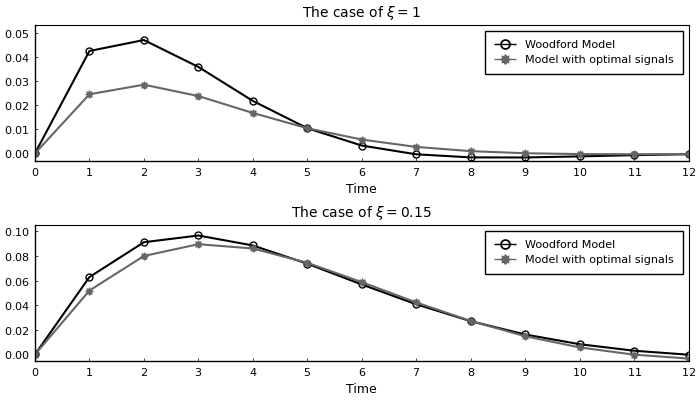 The case of ξ = 1
0.05
0.04
0.03
0.02
0.01
0.00
Woodford Model
Model with optimal signals
0 1 2 3 4 5 6 7 8 9 10 11 12
Time
The case of ξ = 0.15
0.10
0.08
0.06
0.04
0.02
0.00
Woodford Model
Model with optimal signals
0 1 2 3 4 5 6 7 8 9 10 11 12
Time